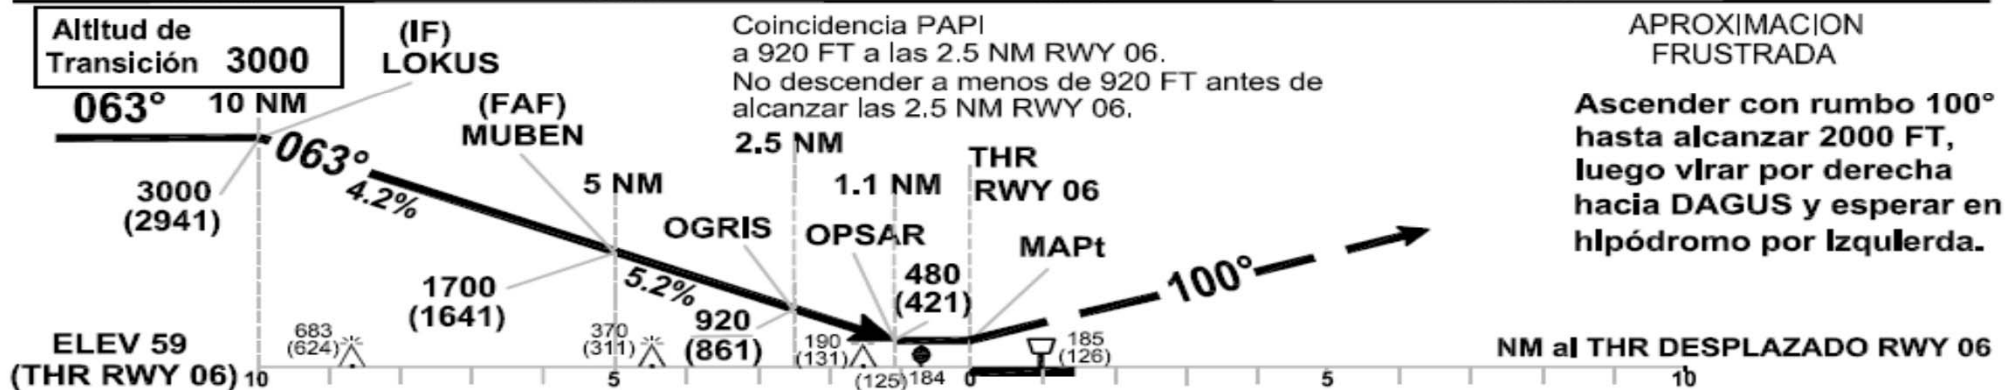 Altitud de
Transición 3000
(IF)
LOKUS
Coincidencia PAPI
a 920 FT a las 2.5 NM RWY 06.
No descender a menos de 920 FT antes de
alcanzar las 2.5 NM RWY 06.
APROXIMACION
FRUSTRADA
Ascender con rumbo 100°
hasta alcanzar 2000 FT,
luego virar por derecha
hacia DAGUS y esperar en
hipódromo por Izquierda.
063° 10 NM
(FAF)
MUBEN
063°
4.2%
2.5 NM
THR
RWY 06
3000
(2941)
5 NM
1.1 NM
OGRIS
OPSAR
MAPt
480
(421)
100°
1700
(1641)
5.2%
920
(861)
683
(624)
370
(311)
190
(131)
185
(126)
ELEV 59
(THR RWY 06)
NM al THR DESPLAZADO RWY 06
(125) 184
10 5 0 5 10